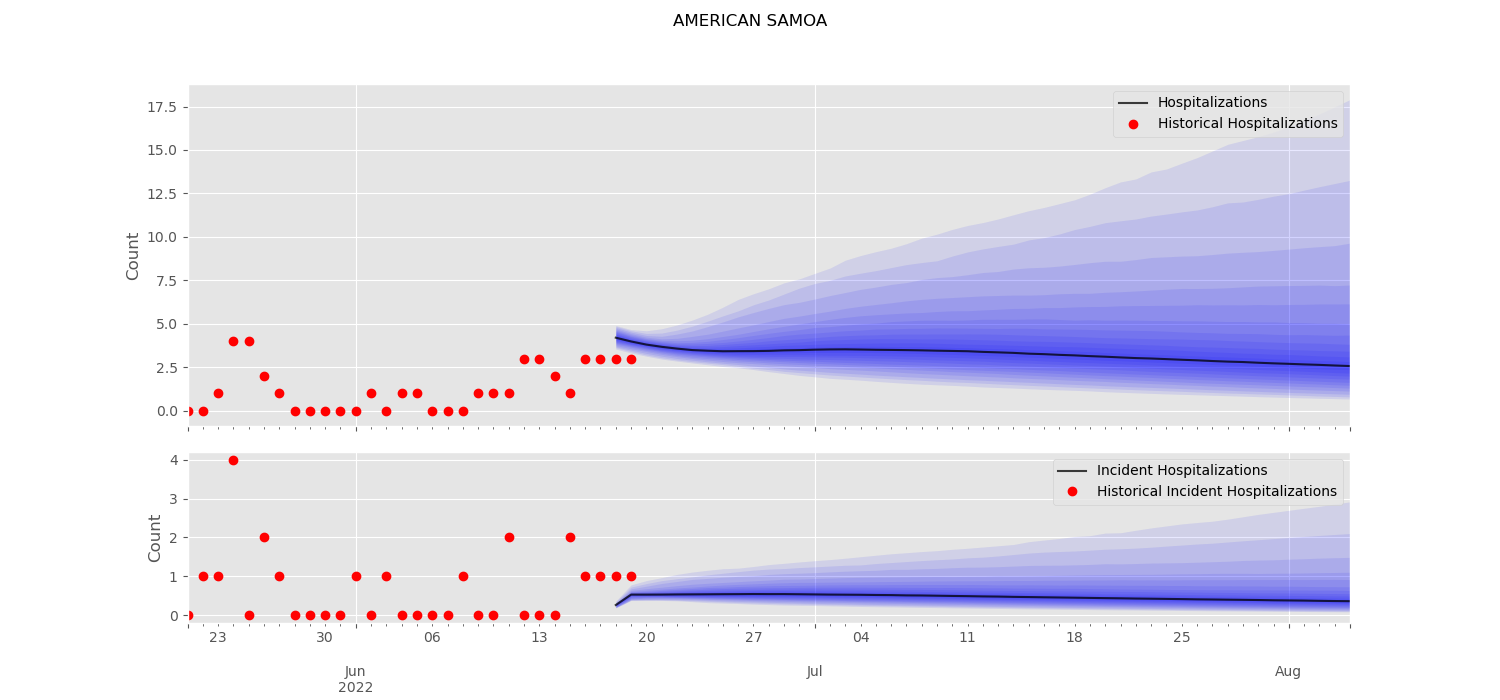 AMERICAN SAMOA
Hospitalizations
Historical Hospitalizations
17.5
15.0
12.5
10.0
7.5
5.0
2.5
0.0
Count
Incident Hospitalizations
Historical Incident Hospitalizations
4
3
2
1
0
Count
23 30 06 13 20 27 04 11 18 25
Jun Jul Aug
2022